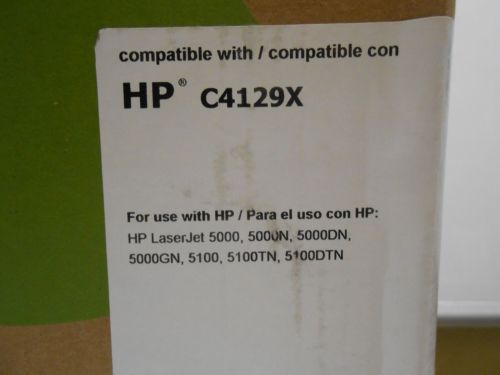 compatible with / compatible con
HP® C4129X
For use with HP / Para el uso con HP:
HP LaserJet 5000, 5000N, 5000DN,
5000GN, 5100, 5100TN, 5100DTN